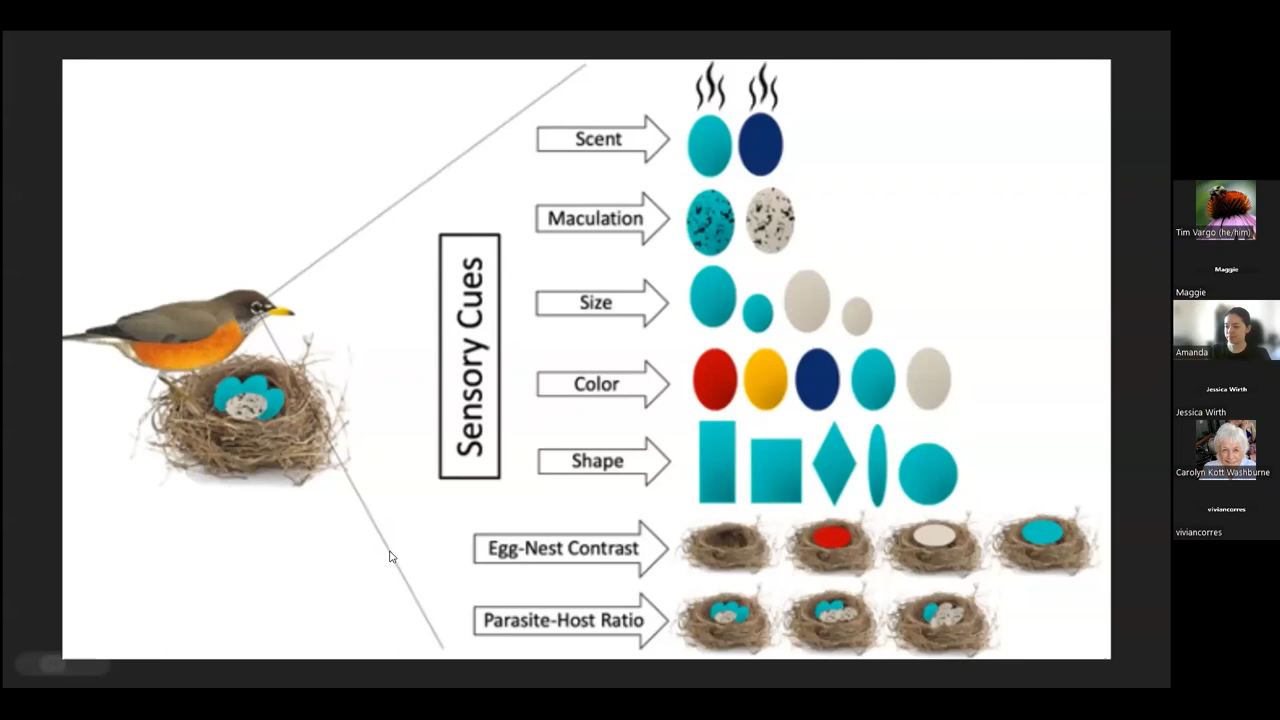 Scent
Maculation
Size
Color
Shape
Egg-Nest Contrast
Parasite-Host Ratio
Sensory Cues
Tim Vargo (he/him)
Maggie
Maggie
Amanda
Jessica Wirth
Jessica Wirth
Carolyn Kott Washburne
viviancorres
viviancorres